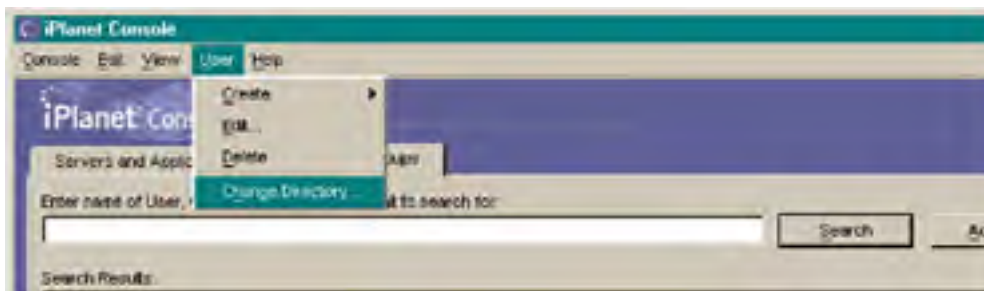 iPlanet Console
Console Edit View User Help
iPlanet Con
Create
Edit...
Delete
Change Directory...
Servers and Applic
Enter name of User,
at to search for:
Search
Search Results